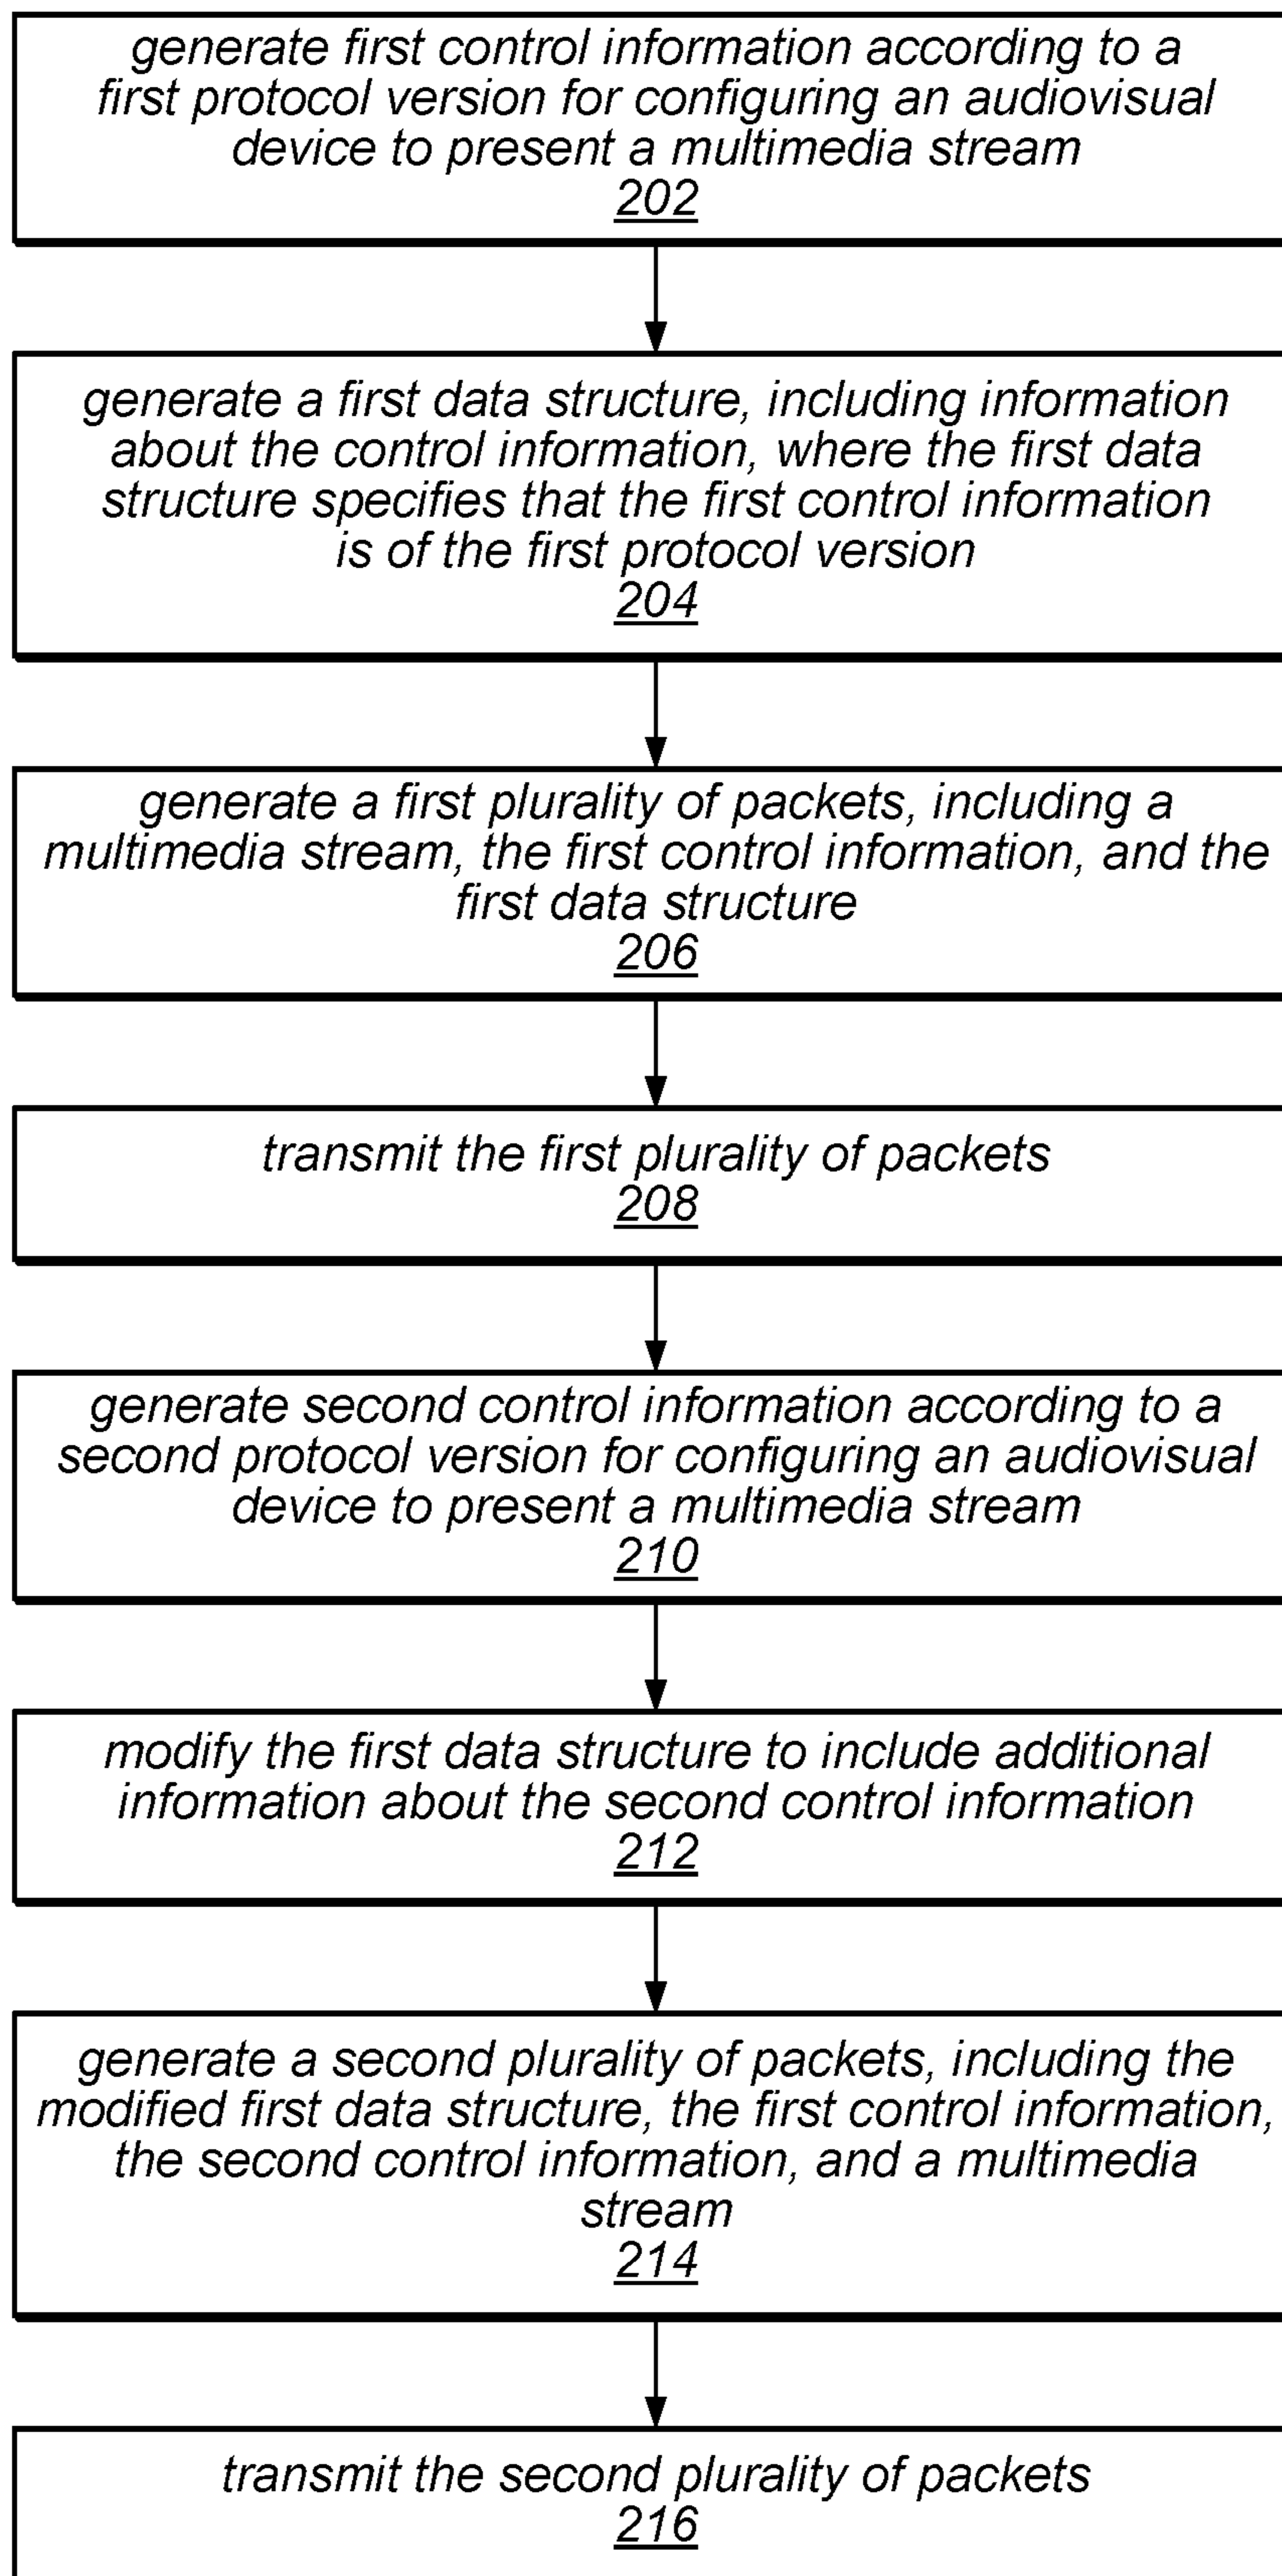 generate first control information according to a
first protocol version for configuring an audiovisual
device to present a multimedia stream
202
generate a first data structure, including information
about the control information, where the first data
structure specifies that the first control information
is of the first protocol version
204
generate a first plurality of packets, including a
multimedia stream, the first control information, and the
first data structure
206
transmit the first plurality of packets
208
generate second control information according to a
second protocol version for configuring an audiovisual
device to present a multimedia stream
210
modify the first data structure to include additional
information about the second control information
212
generate a second plurality of packets, including the
modified first data structure, the first control information,
the second control information, and a multimedia
stream
214
transmit the second plurality of packets
216